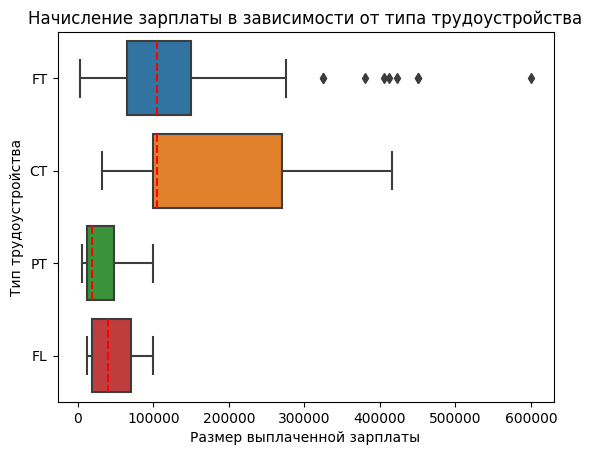 Начисление зарплаты в зависимости от типа трудоустройства
Тип трудоустройства
FT
CT
PT
FL
0 100000 200000 300000 400000 500000 600000
Размер выплаченной зарплаты